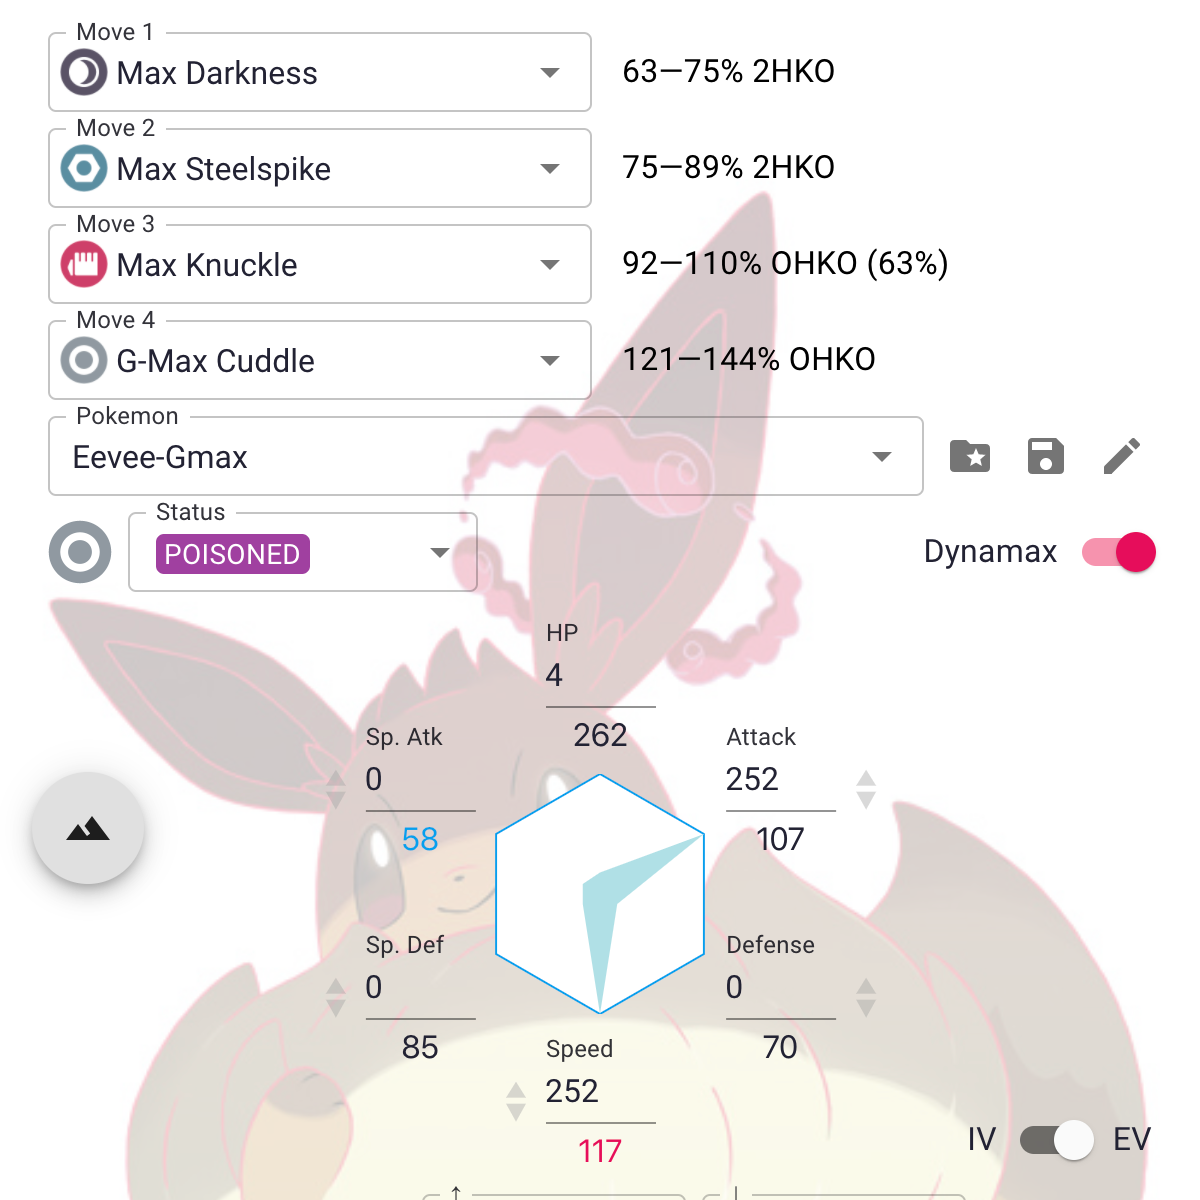 Move 1
Max Darkness
63—75% 2HKO
Move 2
Max Steelspike
75—89% 2HKO
Move 3
Max Knuckle
92—110% OHKO (63%)
Move 4
G-Max Cuddle
121—144% OHKO
Pokemon
Eevee-Gmax
Status
POISONED
Dynamax
HP
4
262
Sp. Atk
0
58
Attack
252
107
Sp. Def
0
85
Defense
0
70
Speed
252
117
IV EV